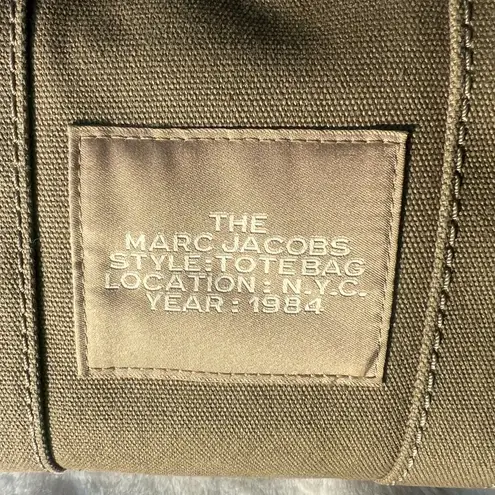 THE
MARC JACOBS
STYLE: TOTE BAG
LOCATION: N.Y.C.
YEAR: 1984